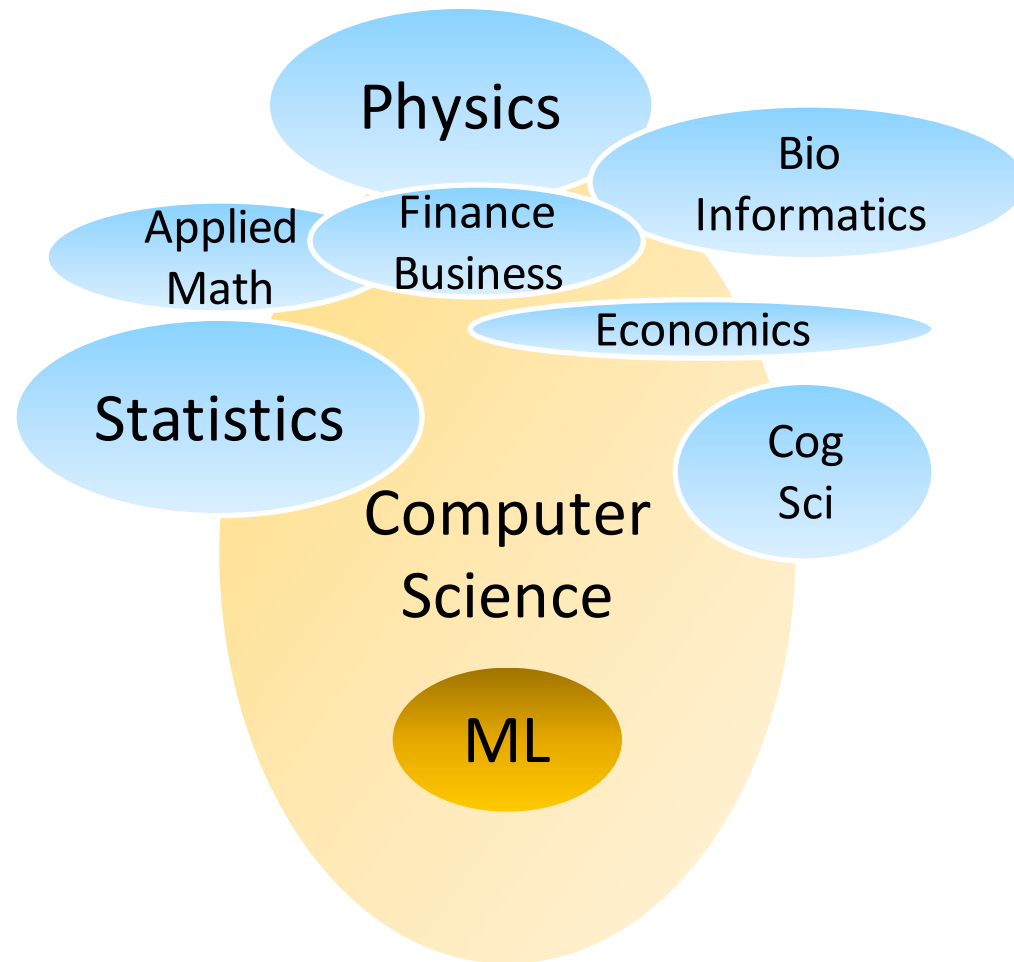 Physics
Bio
Informatics
Applied
Math
Finance
Business
Economics
Statistics
Cog
Sci
Computer
Science
ML